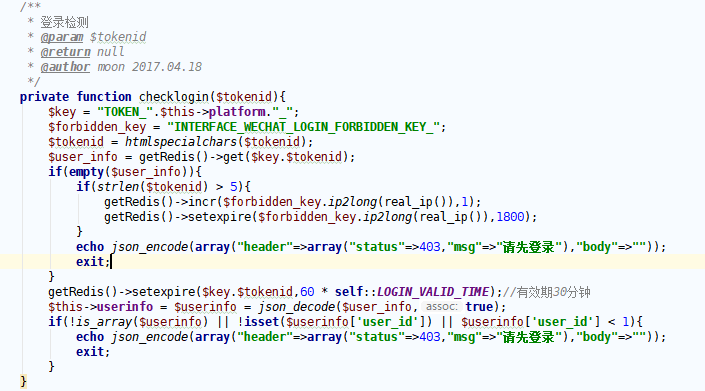 /**
 * 登录检测
 * @param $tokenid
 * @return null
 * @author moon 2017.04.18
 */
private function checklogin($tokenid){
    $key = "TOKEN_".$this->platform."_";
    $forbidden_key = "INTERFACE_WECHAT_LOGIN_FORBIDDEN_KEY_";
    $tokenid = htmlspecialchars($tokenid);
    $user_info = getRedis()->get($key.$tokenid);
    if(empty($user_info)){
        if(strlen($tokenid) > 5){
            getRedis()->incr($forbidden_key.ip2long(real_ip()),1);
            getRedis()->setexpire($forbidden_key.ip2long(real_ip()),1800);
        }
        echo json_encode(array("header"=>array("status"=>403,"msg"=>"请先登录"),"body"=>""));
        exit;
    }
    getRedis()->setexpire($key.$tokenid,60 * self::LOGIN_VALID_TIME);//有效期30分钟
    $this->userinfo = $userinfo = json_decode($user_info, assoc: true);
    if(!is_array($userinfo) || !isset($userinfo['user_id']) || $userinfo['user_id'] < 1){
        echo json_encode(array("header"=>array("status"=>403,"msg"=>"请先登录"),"body"=>""));
        exit;
    }
}